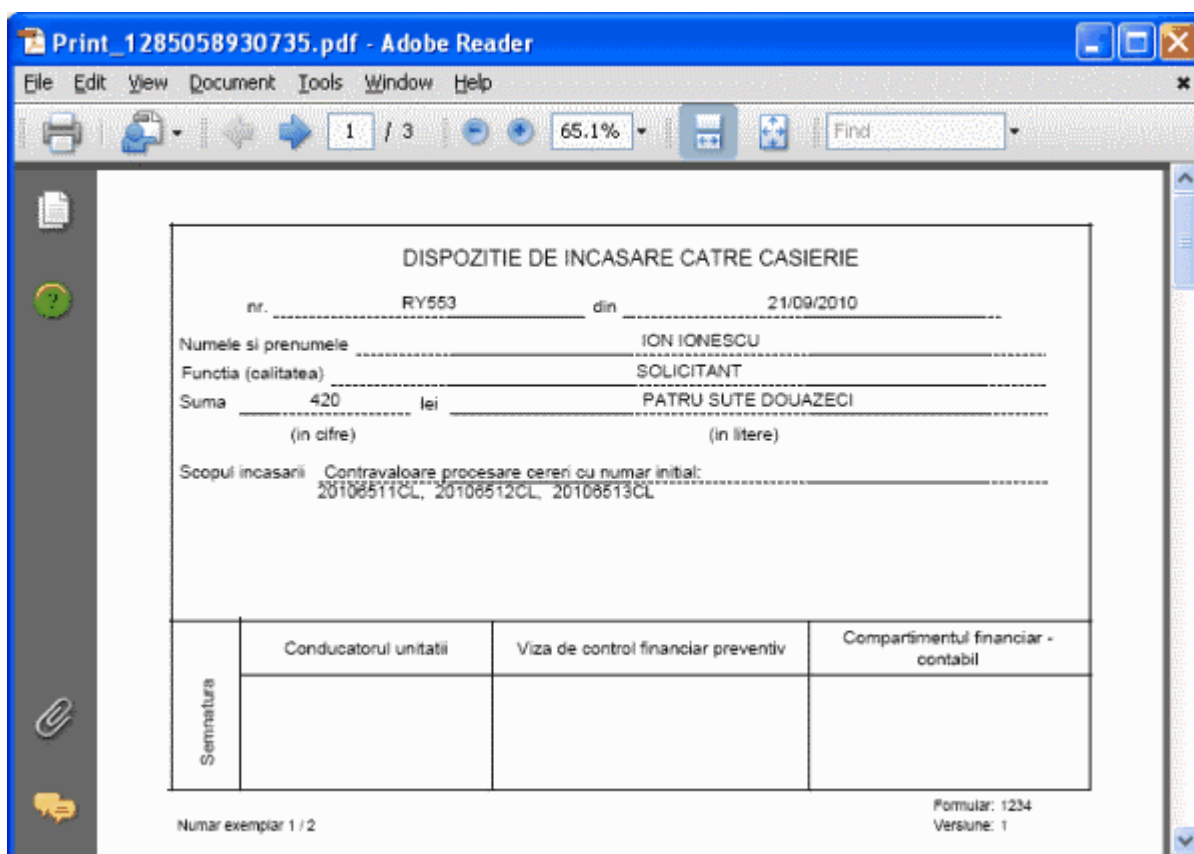 Print_1285058930735.pdf - Adobe Reader
File Edit View Document Tools Window Help
1 / 3 65.1% Find
DISPOZITIE DE INCASARE CATRE CASIERIE
nr. RY553 din 21/09/2010
Numele si prenumele ION IONESCU
Functia (calitatea) SOLICITANT
Suma 420 lei PATRU SUTE DOUAZECI
(in cifre) (in litere)
Scopul incasarii Contravaloare procesare cereri cu numar initial:
20106511CL, 20106512CL, 20106513CL
Semnatura
Conducatorul unitatii Viza de control financiar preventiv Compartimentul financiar -
contabil
Numar exemplar 1 / 2
Formular: 1234
Versiune: 1